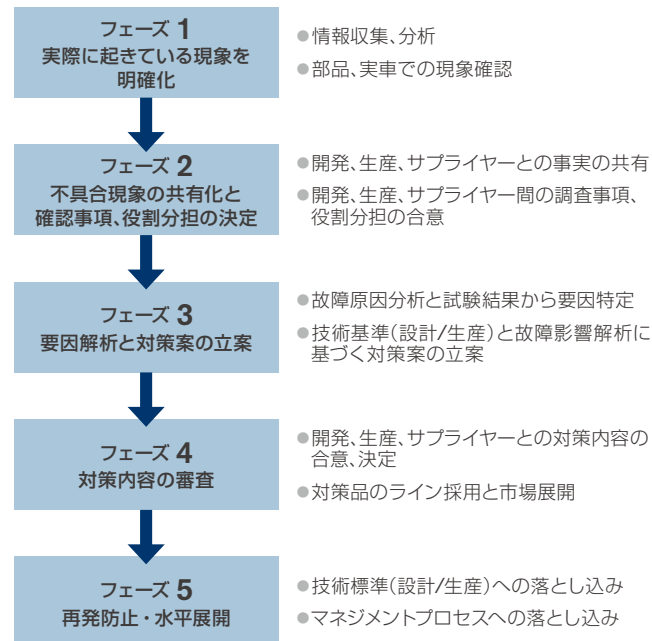 フェーズ 1
実際に起きている現象を
明確化
●情報収集、分析
●部品、実車での現象確認
フェーズ 2
不具合現象の共有化と
確認事項、役割分担の決定
●開発、生産、サプライヤーとの事実の共有
●開発、生産、サプライヤー間の調査事項、
役割分担の合意
フェーズ 3
要因解析と対策案の立案
●故障原因分析と試験結果から要因特定
●技術基準(設計/生産)と故障影響解析に
基づく対策案の立案
フェーズ 4
対策内容の審査
●開発、生産、サプライヤーとの対策内容の
合意、決定
●対策品のライン採用と市場展開
フェーズ 5
再発防止・水平展開
●技術標準(設計/生産)への落とし込み
●マネジメントプロセスへの落とし込み